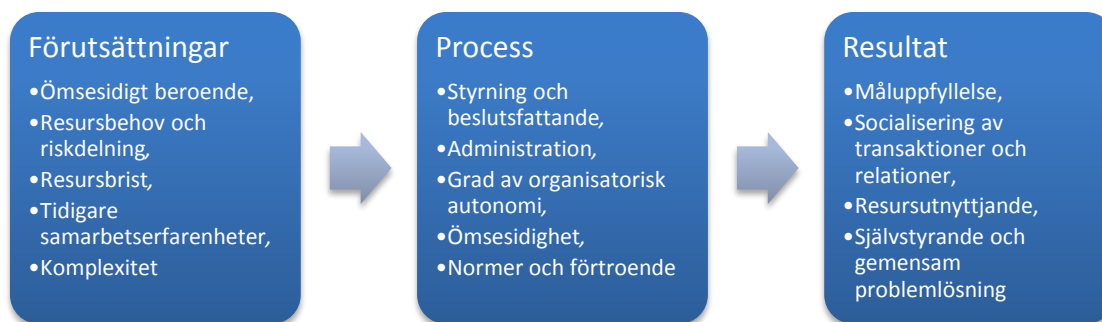 Förutsättningar
•Ömsesidigt beroende,
•Resursbehov och
riskdelning,
•Resursbrist,
•Tidigare
samarbetserfarenheter,
•Komplexitet
Process
•Styrning och
beslutsfattande,
•Administration,
•Grad av organisatorisk
autonomi,
•Ömsesidighet,
•Normer och förtroende
Resultat
•Måluppfyllelse,
•Socialisering av
transaktioner och
relationer,
•Resursutnyttjande,
•Självstyrande och
gemensam
problemlösning